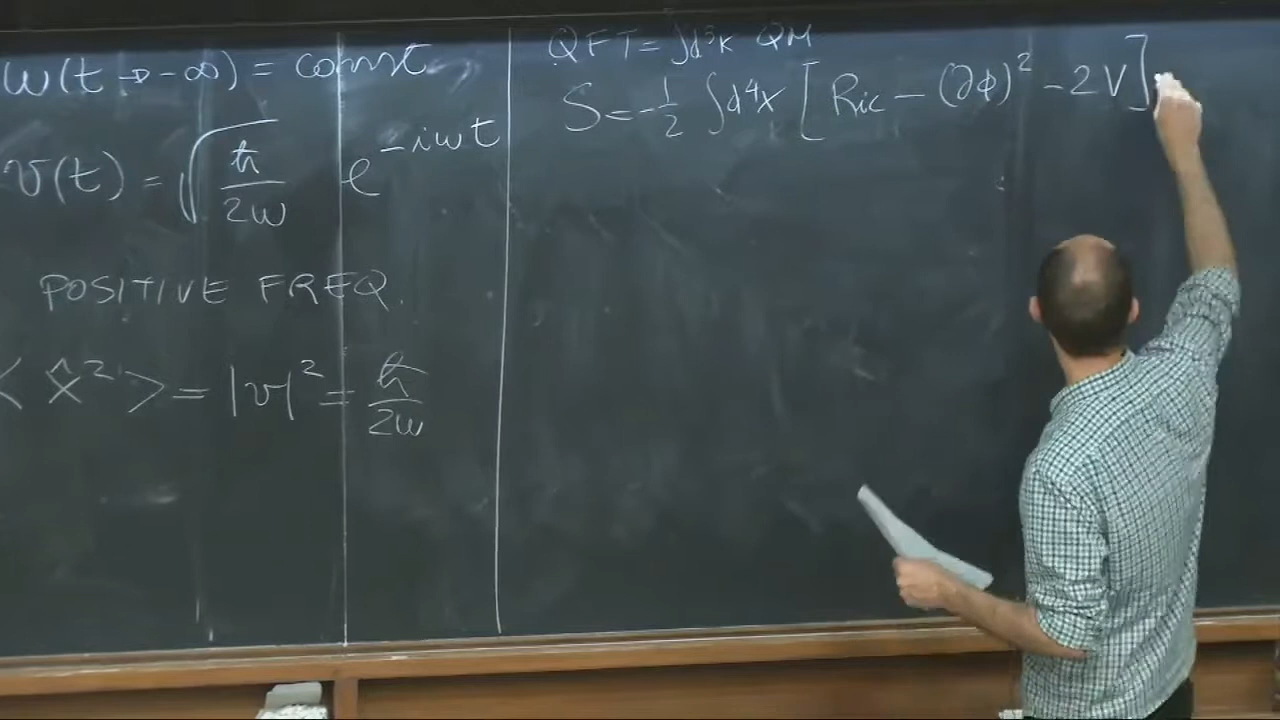 ω(t→-∞) = const
v(t) = √(ħ/2ω) e^{-iωt}
POSITIVE FREQ.
< x̂² > = |v|² = ħ/2ω
QFT = ∫d³k QM
S = -1/2 ∫d⁴x [Ric - (∂ϕ)² - 2V]